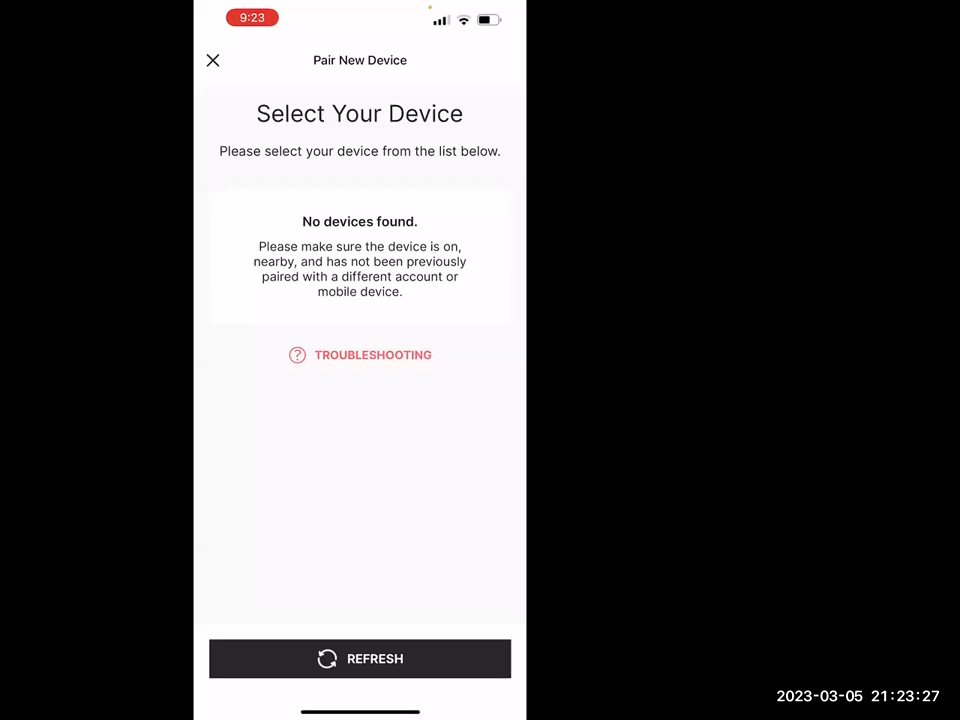 9:23
Pair New Device
Select Your Device
Please select your device from the list below.
No devices found.
Please make sure the device is on,
nearby, and has not been previously
paired with a different account or
mobile device.
TROUBLESHOOTING
REFRESH
2023-03-05 21:23:27